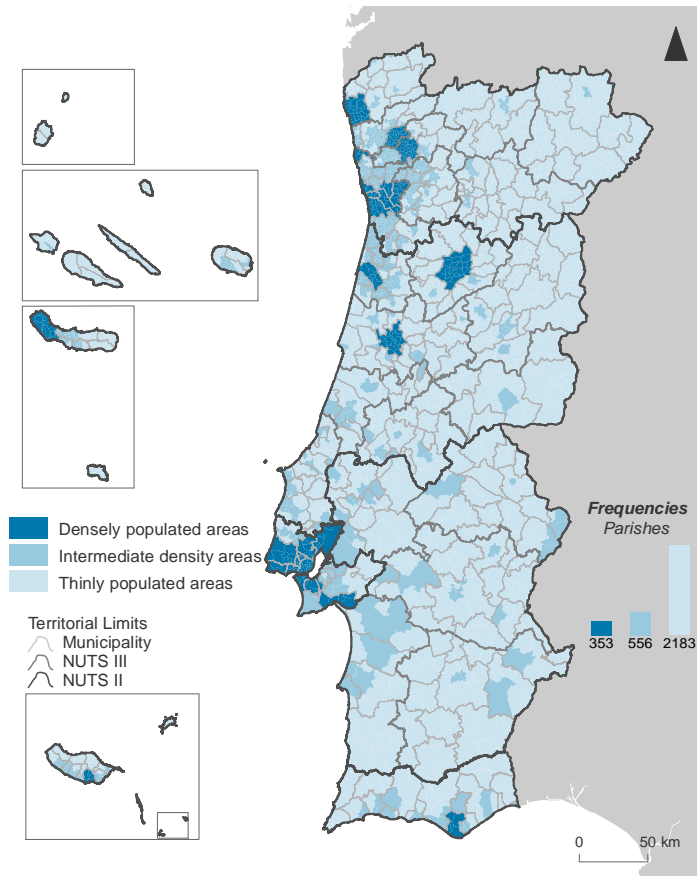 Densely populated areas
Intermediate density areas
Thinly populated areas
Territorial Limits
Municipality
NUTS III
NUTS II
Frequencies
Parishes
353 556 2183
0 50 km